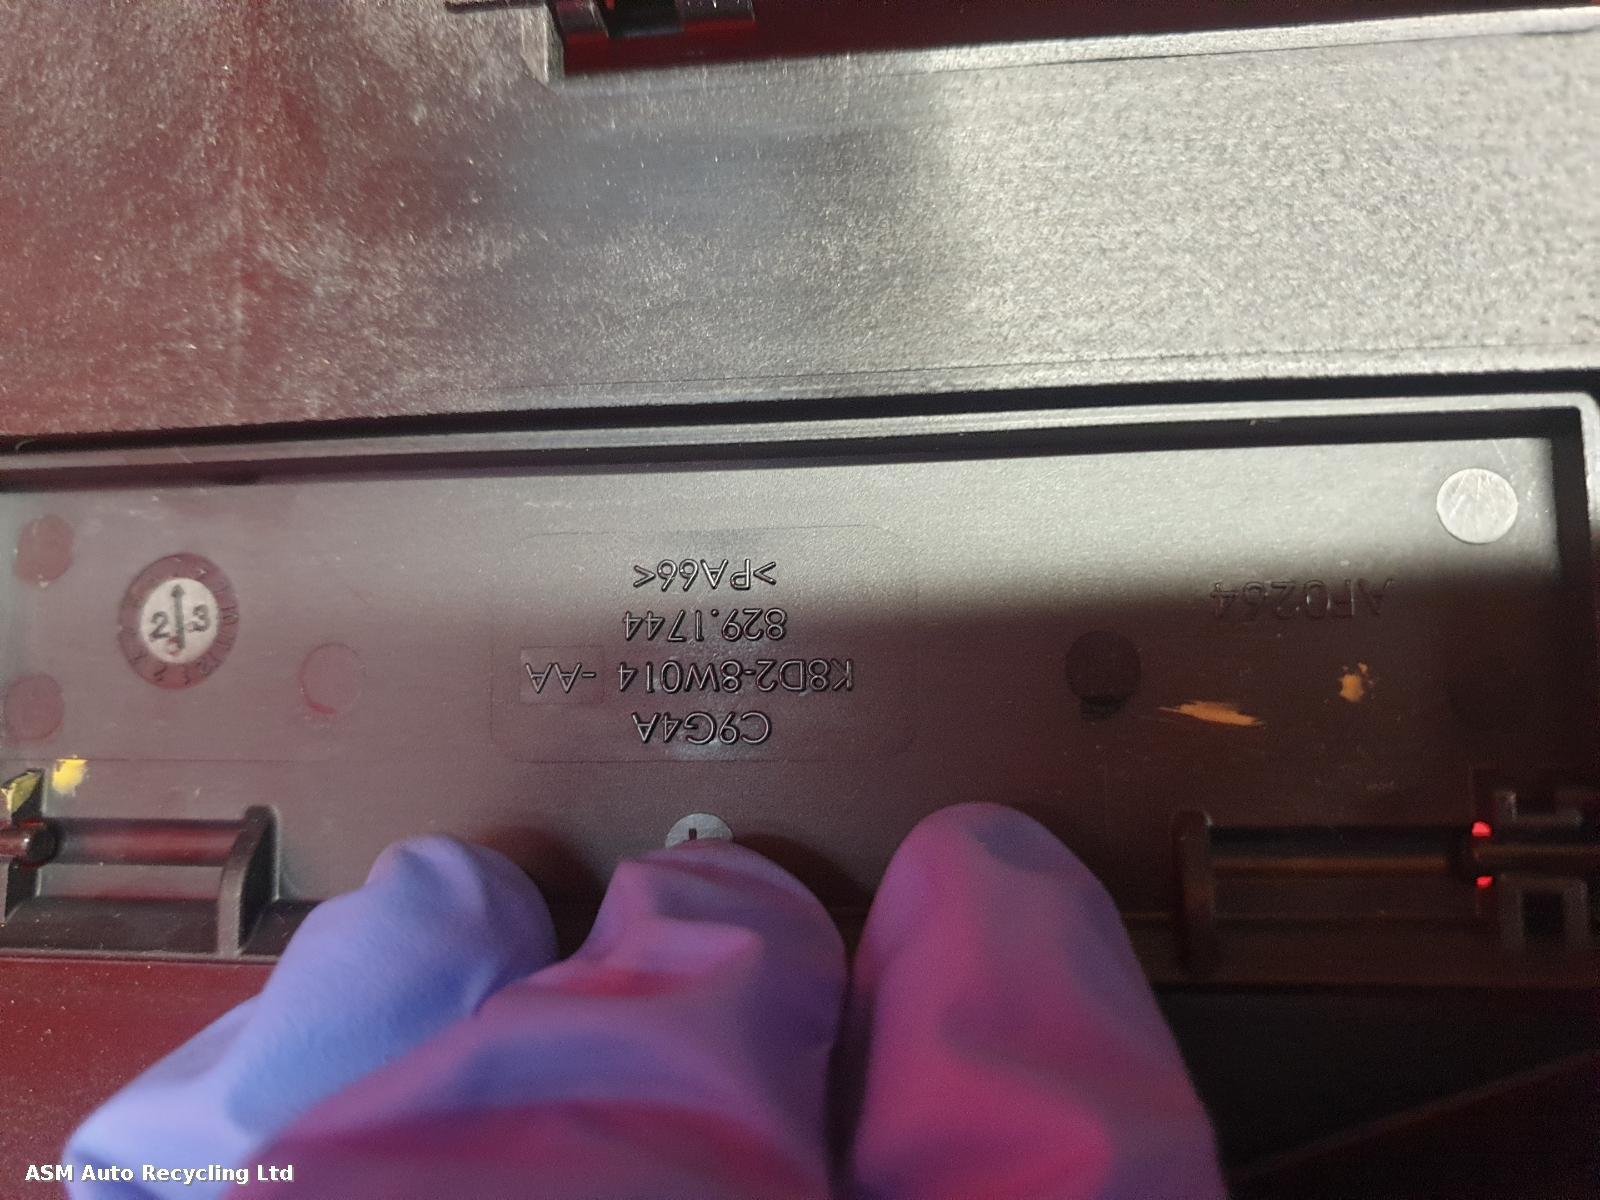 C9G4A
K8D2-8W014 -AA
829.1744
>PA66<
AF0264
2 3
ASM Auto Recycling Ltd